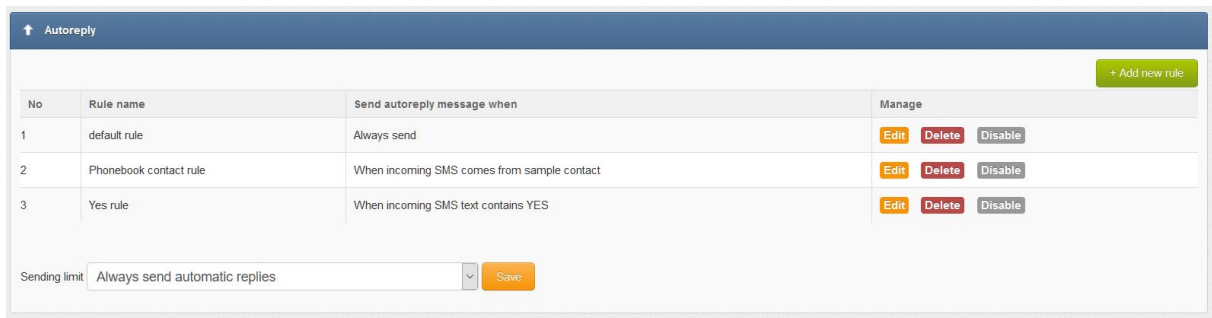 Autoreply
+ Add new rule
No Rule name Send autoreply message when Manage
1 default rule Always send Edit Delete Disable
2 Phonebook contact rule When incoming SMS comes from sample contact Edit Delete Disable
3 Yes rule When incoming SMS text contains YES Edit Delete Disable
Sending limit Always send automatic replies Save